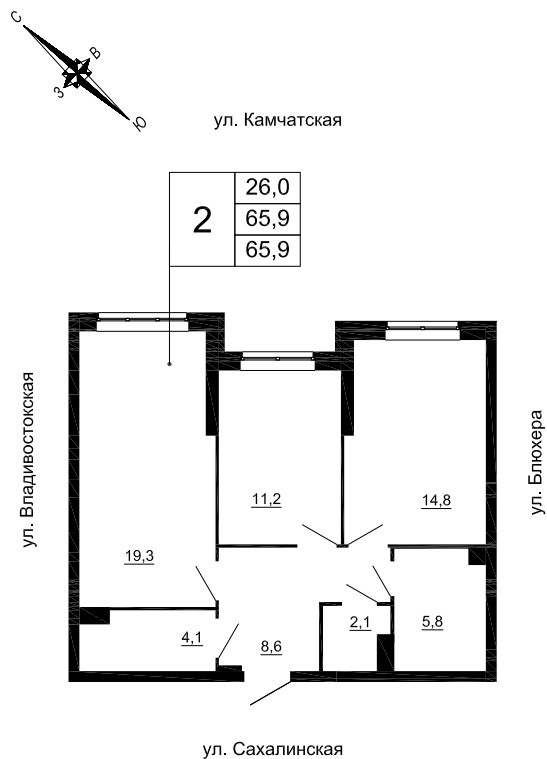 С
В
З
Ю
ул. Камчатская
2
26,0
65,9
65,9
ул. Владивостокская
ул. Блюхера
11,2
14,8
19,3
4,1
8,6
2,1
5,8
ул. Сахалинская